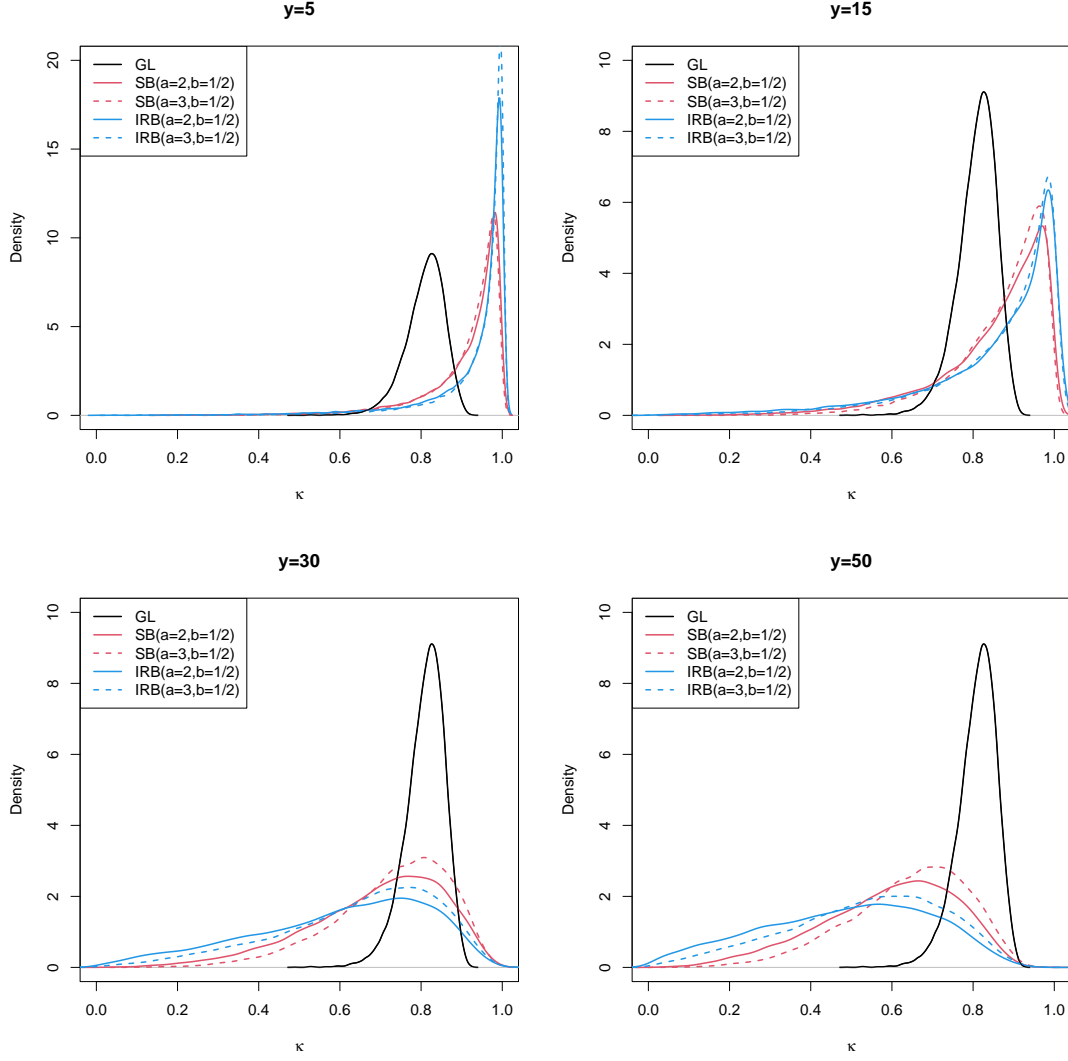 y=5
GL
SB(a=2,b=1/2)
SB(a=3,b=1/2)
IRB(a=2,b=1/2)
IRB(a=3,b=1/2)
Density
0 5 10 15 20
0.0 0.2 0.4 0.6 0.8 1.0
κ
y=15
GL
SB(a=2,b=1/2)
SB(a=3,b=1/2)
IRB(a=2,b=1/2)
IRB(a=3,b=1/2)
Density
0 2 4 6 8 10
0.0 0.2 0.4 0.6 0.8 1.0
κ
y=30
GL
SB(a=2,b=1/2)
SB(a=3,b=1/2)
IRB(a=2,b=1/2)
IRB(a=3,b=1/2)
Density
0 2 4 6 8 10
0.0 0.2 0.4 0.6 0.8 1.0
κ
y=50
GL
SB(a=2,b=1/2)
SB(a=3,b=1/2)
IRB(a=2,b=1/2)
IRB(a=3,b=1/2)
Density
0 2 4 6 8 10
0.0 0.2 0.4 0.6 0.8 1.0
κ